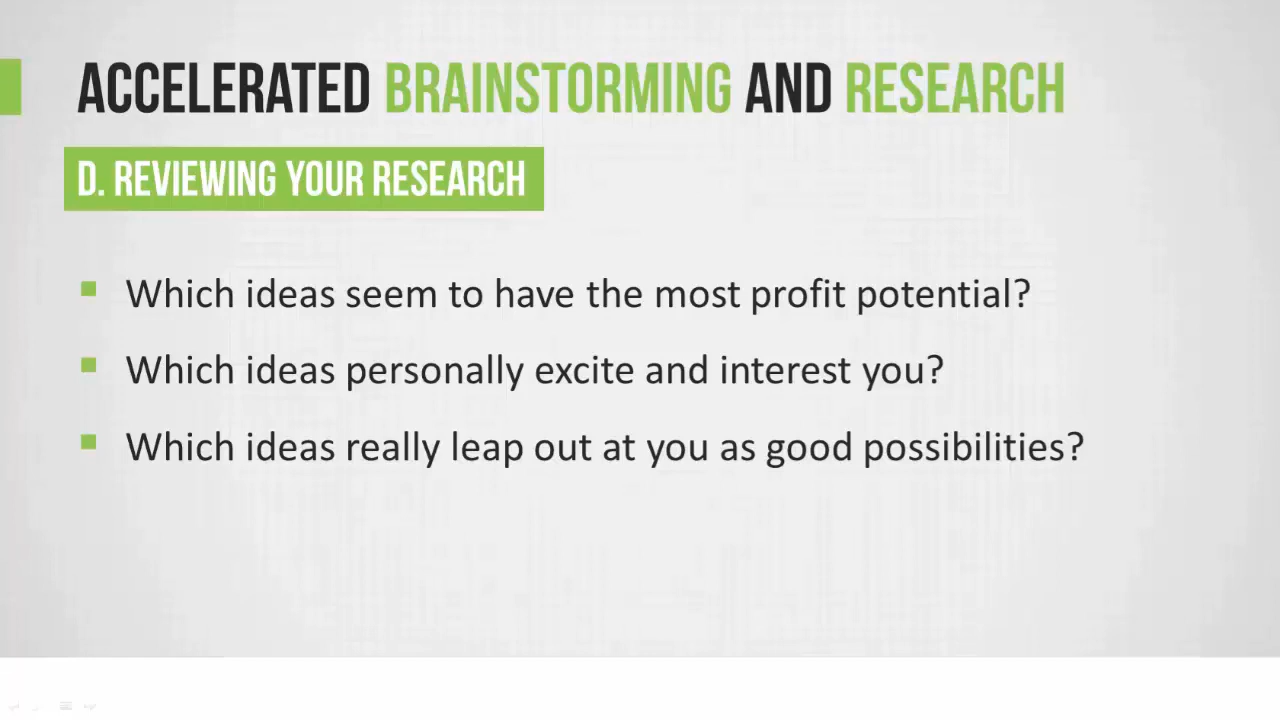 ACCELERATED BRAINSTORMING AND RESEARCH
D. REVIEWING YOUR RESEARCH
Which ideas seem to have the most profit potential?
Which ideas personally excite and interest you?
Which ideas really leap out at you as good possibilities?